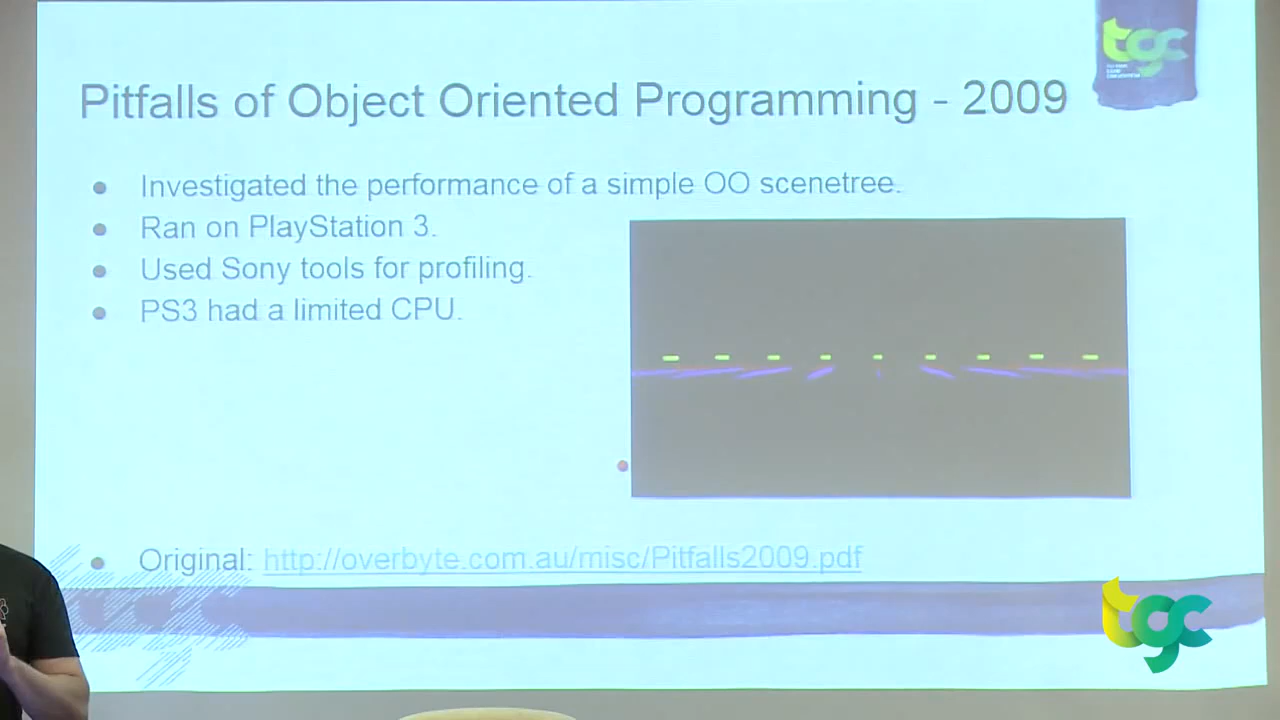 tgc
Pitfalls of Object Oriented Programming - 2009
Investigated the performance of a simple OO scenetree.
Ran on PlayStation 3.
Used Sony tools for profiling.
PS3 had a limited CPU.
Original: http://overbyte.com.au/misc/Pitfalls2009.pdf
tgc